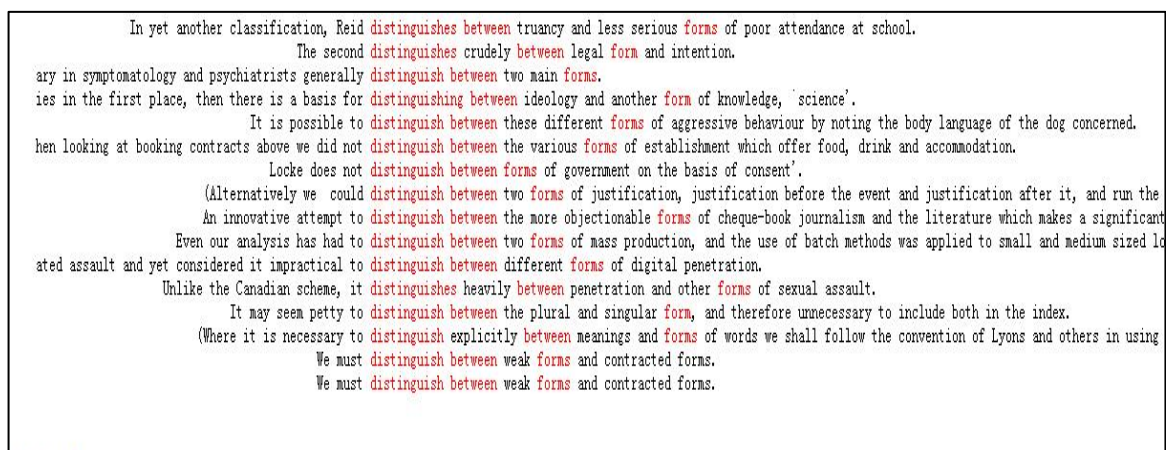 In yet another classification, Reid distinguishes between truancy and less serious forms of poor attendance at school.
The second distinguishes crudely between legal form and intention.
ary in symptomatology and psychiatrists generally distinguish between two main forms.
ies in the first place, then there is a basis for distinguishing between ideology and another form of knowledge, `science'.
It is possible to distinguish between these different forms of aggressive behaviour by noting the body language of the dog concerned.
hen looking at booking contracts above we did not distinguish between the various forms of establishment which offer food, drink and accommodation.
Locke does not distinguish between forms of government on the basis of consent'.
(Alternatively we could distinguish between two forms of justification, justification before the event and justification after it, and run the
An innovative attempt to distinguish between the more objectionable forms of cheque-book journalism and the literature which makes a significant
Even our analysis has had to distinguish between two forms of mass production, and the use of batch methods was applied to small and medium sized lo
ated assault and yet considered it impractical to distinguish between different forms of digital penetration.
Unlike the Canadian scheme, it distinguishes heavily between penetration and other forms of sexual assault.
It may seem petty to distinguish between the plural and singular form, and therefore unnecessary to include both in the index.
(Where it is necessary to distinguish explicitly between meanings and forms of words we shall follow the convention of Lyons and others in using
We must distinguish between weak forms and contracted forms.
We must distinguish between weak forms and contracted forms.